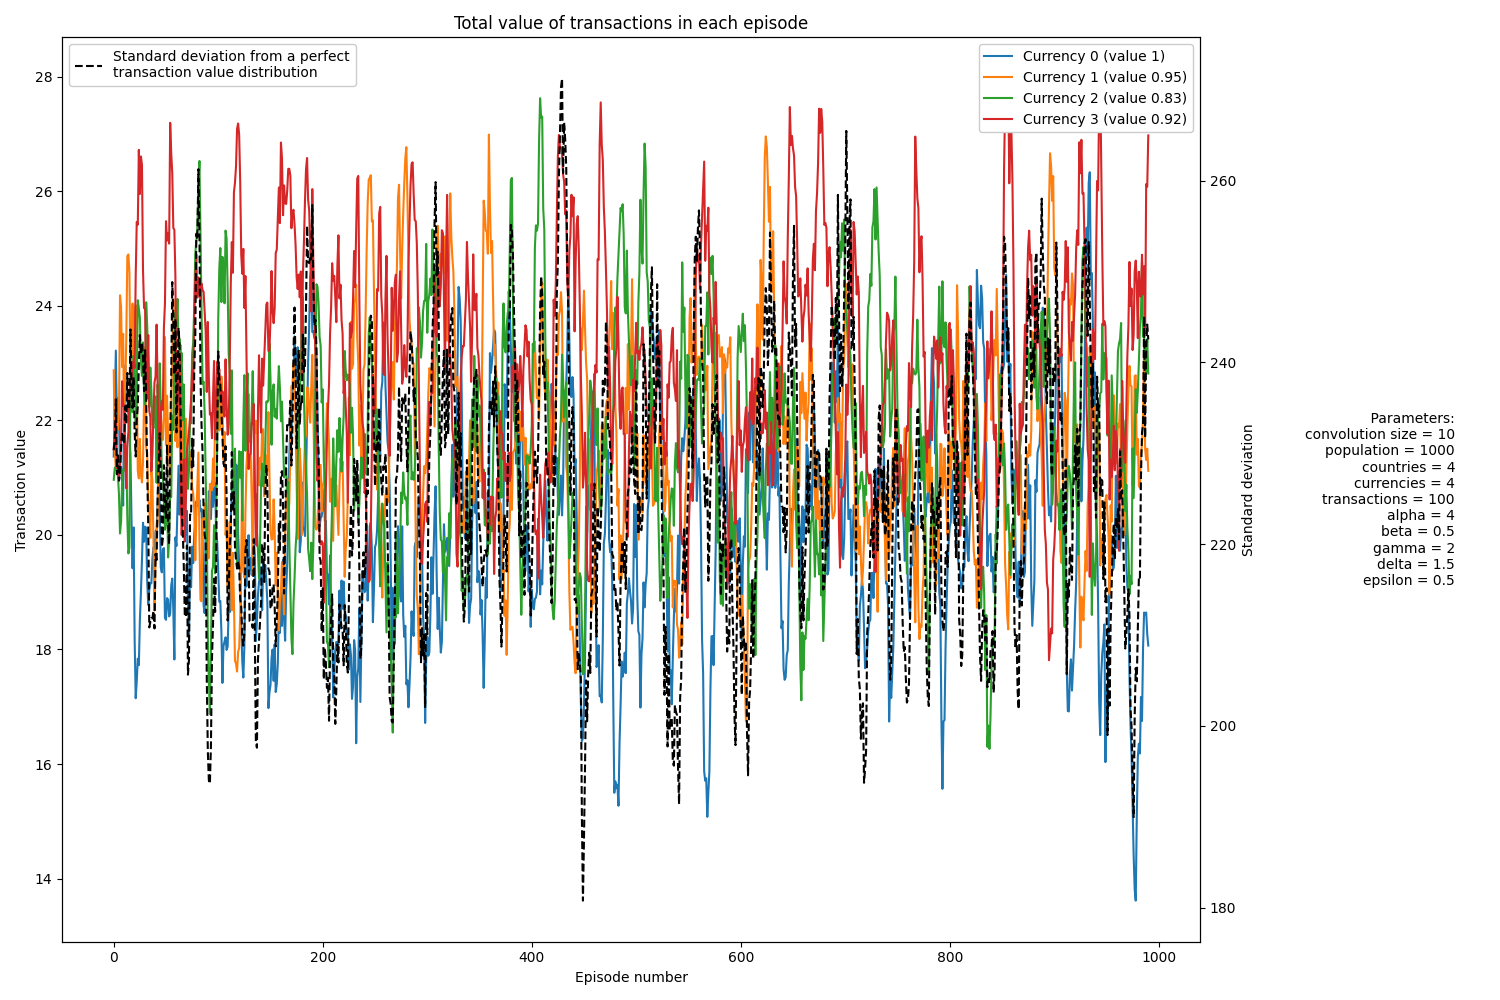 Total value of transactions in each episode
Standard deviation from a perfect
transaction value distribution
Currency 0 (value 1)
Currency 1 (value 0.95)
Currency 2 (value 0.83)
Currency 3 (value 0.92)
28
26
24
22
20
18
16
14
Transaction value
0
200
400
600
800
1000
Episode number
260
240
220
200
180
Standard deviation
Parameters:
convolution size = 10
population = 1000
countries = 4
currencies = 4
transactions = 100
alpha = 4
beta = 0.5
gamma = 2
delta = 1.5
epsilon = 0.5